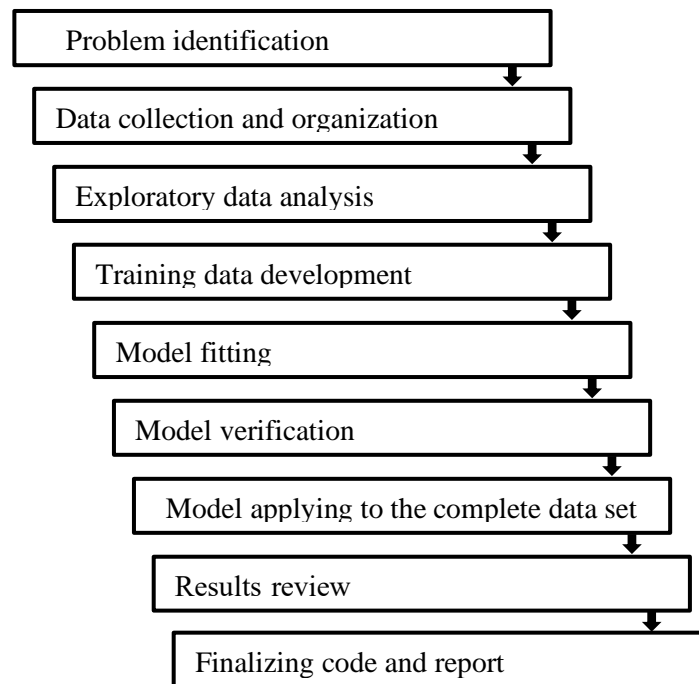 Problem identification
Data collection and organization
Exploratory data analysis
Training data development
Model fitting
Model verification
Model applying to the complete data set
Results review
Finalizing code and report